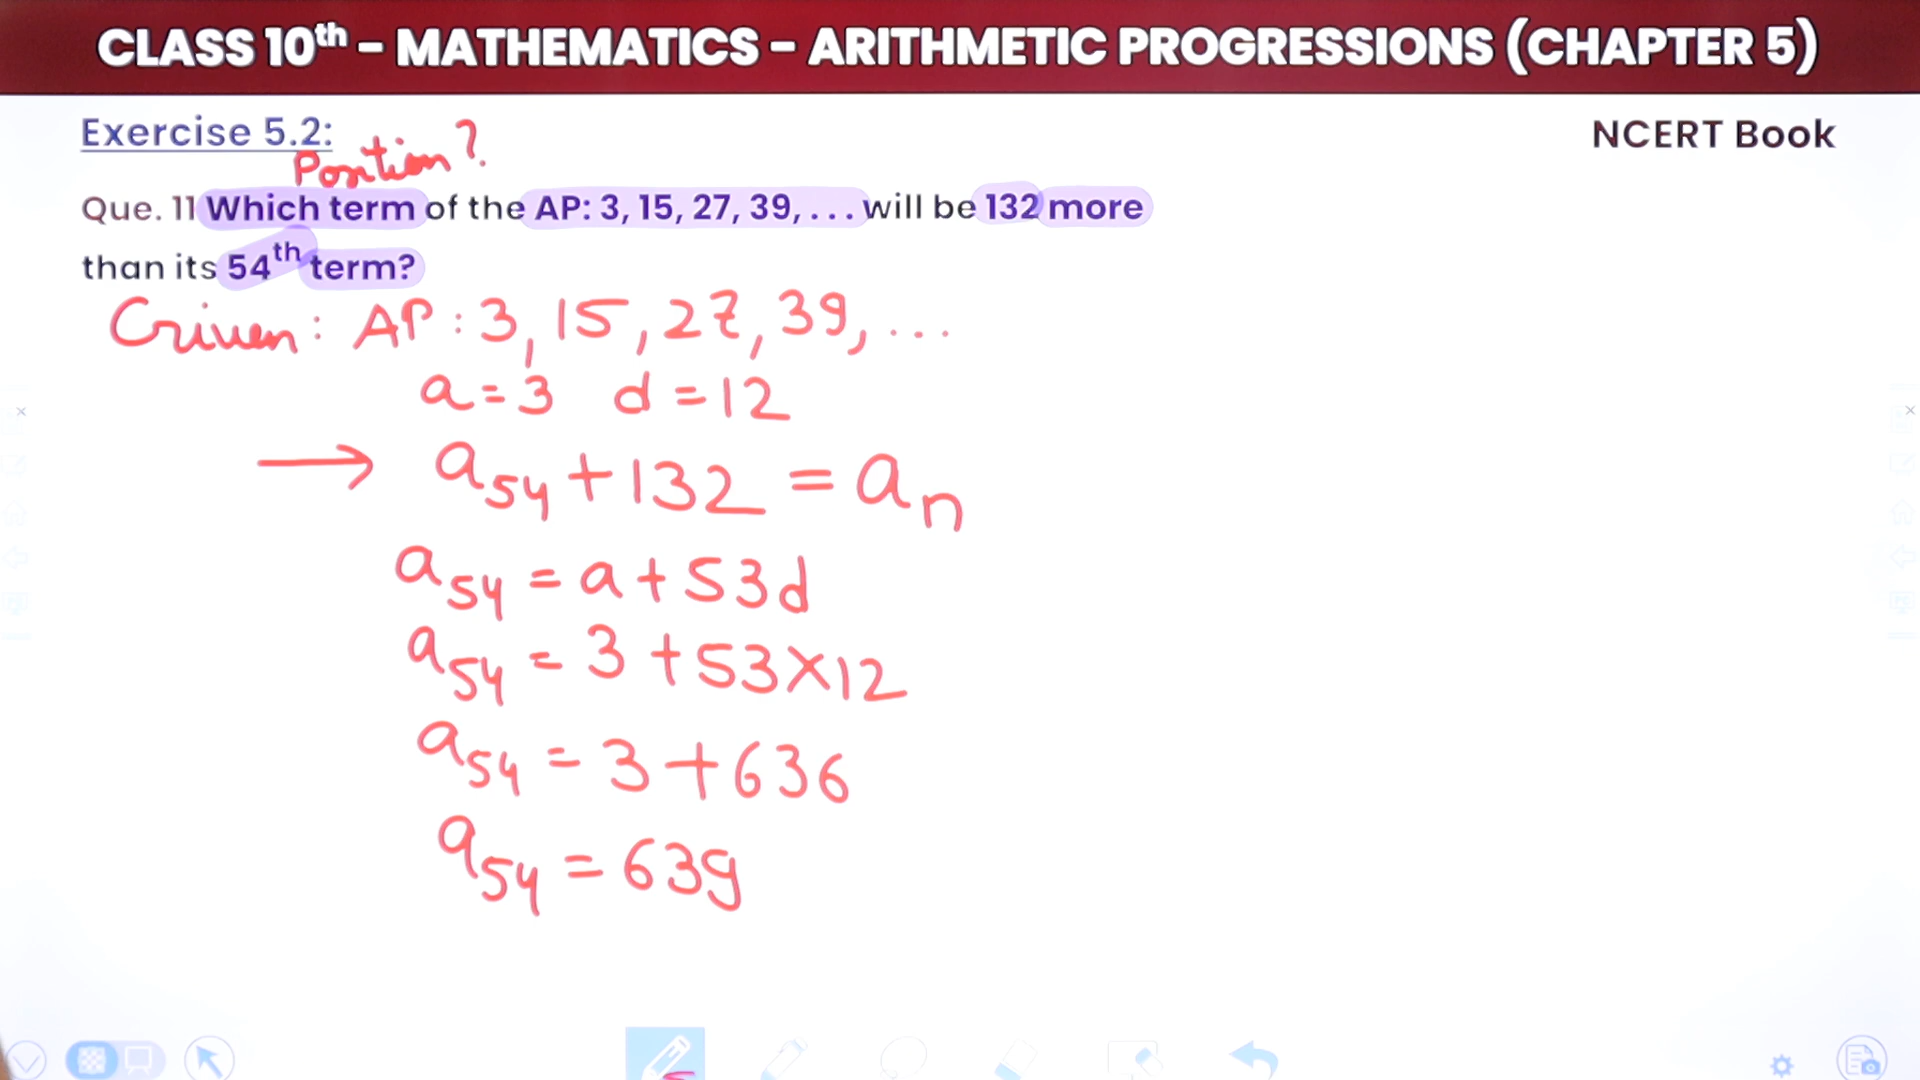 CLASS 10th – MATHEMATICS – ARITHMETIC PROGRESSIONS (CHAPTER 5)
Exercise 5.2:
NCERT Book
Position ?
Que. 11 Which term of the AP: 3, 15, 27, 39, . . . will be 132 more
than its 54th term?
Given : AP : 3, 15, 27, 39, ...
a = 3 d = 12
→ a54 + 132 = an
a54 = a + 53d
a54 = 3 + 53 × 12
a54 = 3 + 636
a54 = 639